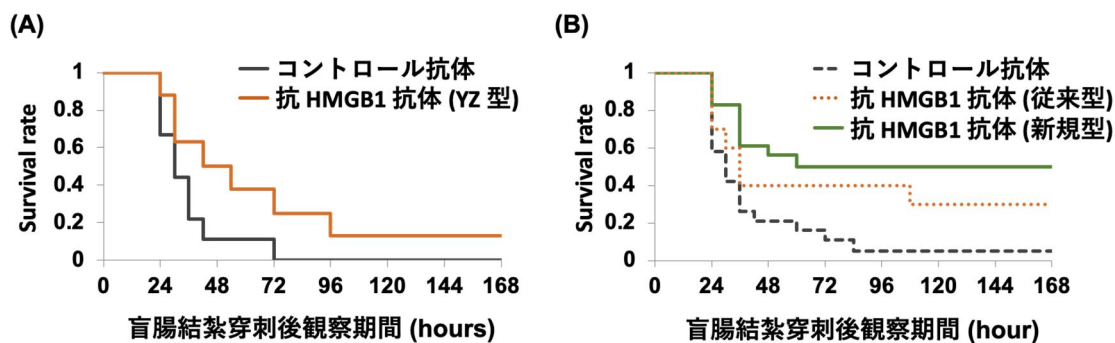 (A)
コントロール抗体
抗 HMGB1 抗体 (YZ 型)
Survival rate
1
0.8
0.6
0.4
0.2
0
0 24 48 72 96 120 144 168
盲腸結紮穿刺後観察期間 (hours)
(B)
コントロール抗体
抗 HMGB1 抗体 (従来型)
抗 HMGB1 抗体 (新規型)
Survival rate
1
0.8
0.6
0.4
0.2
0
0 24 48 72 96 120 144 168
盲腸結紮穿刺後観察期間 (hour)